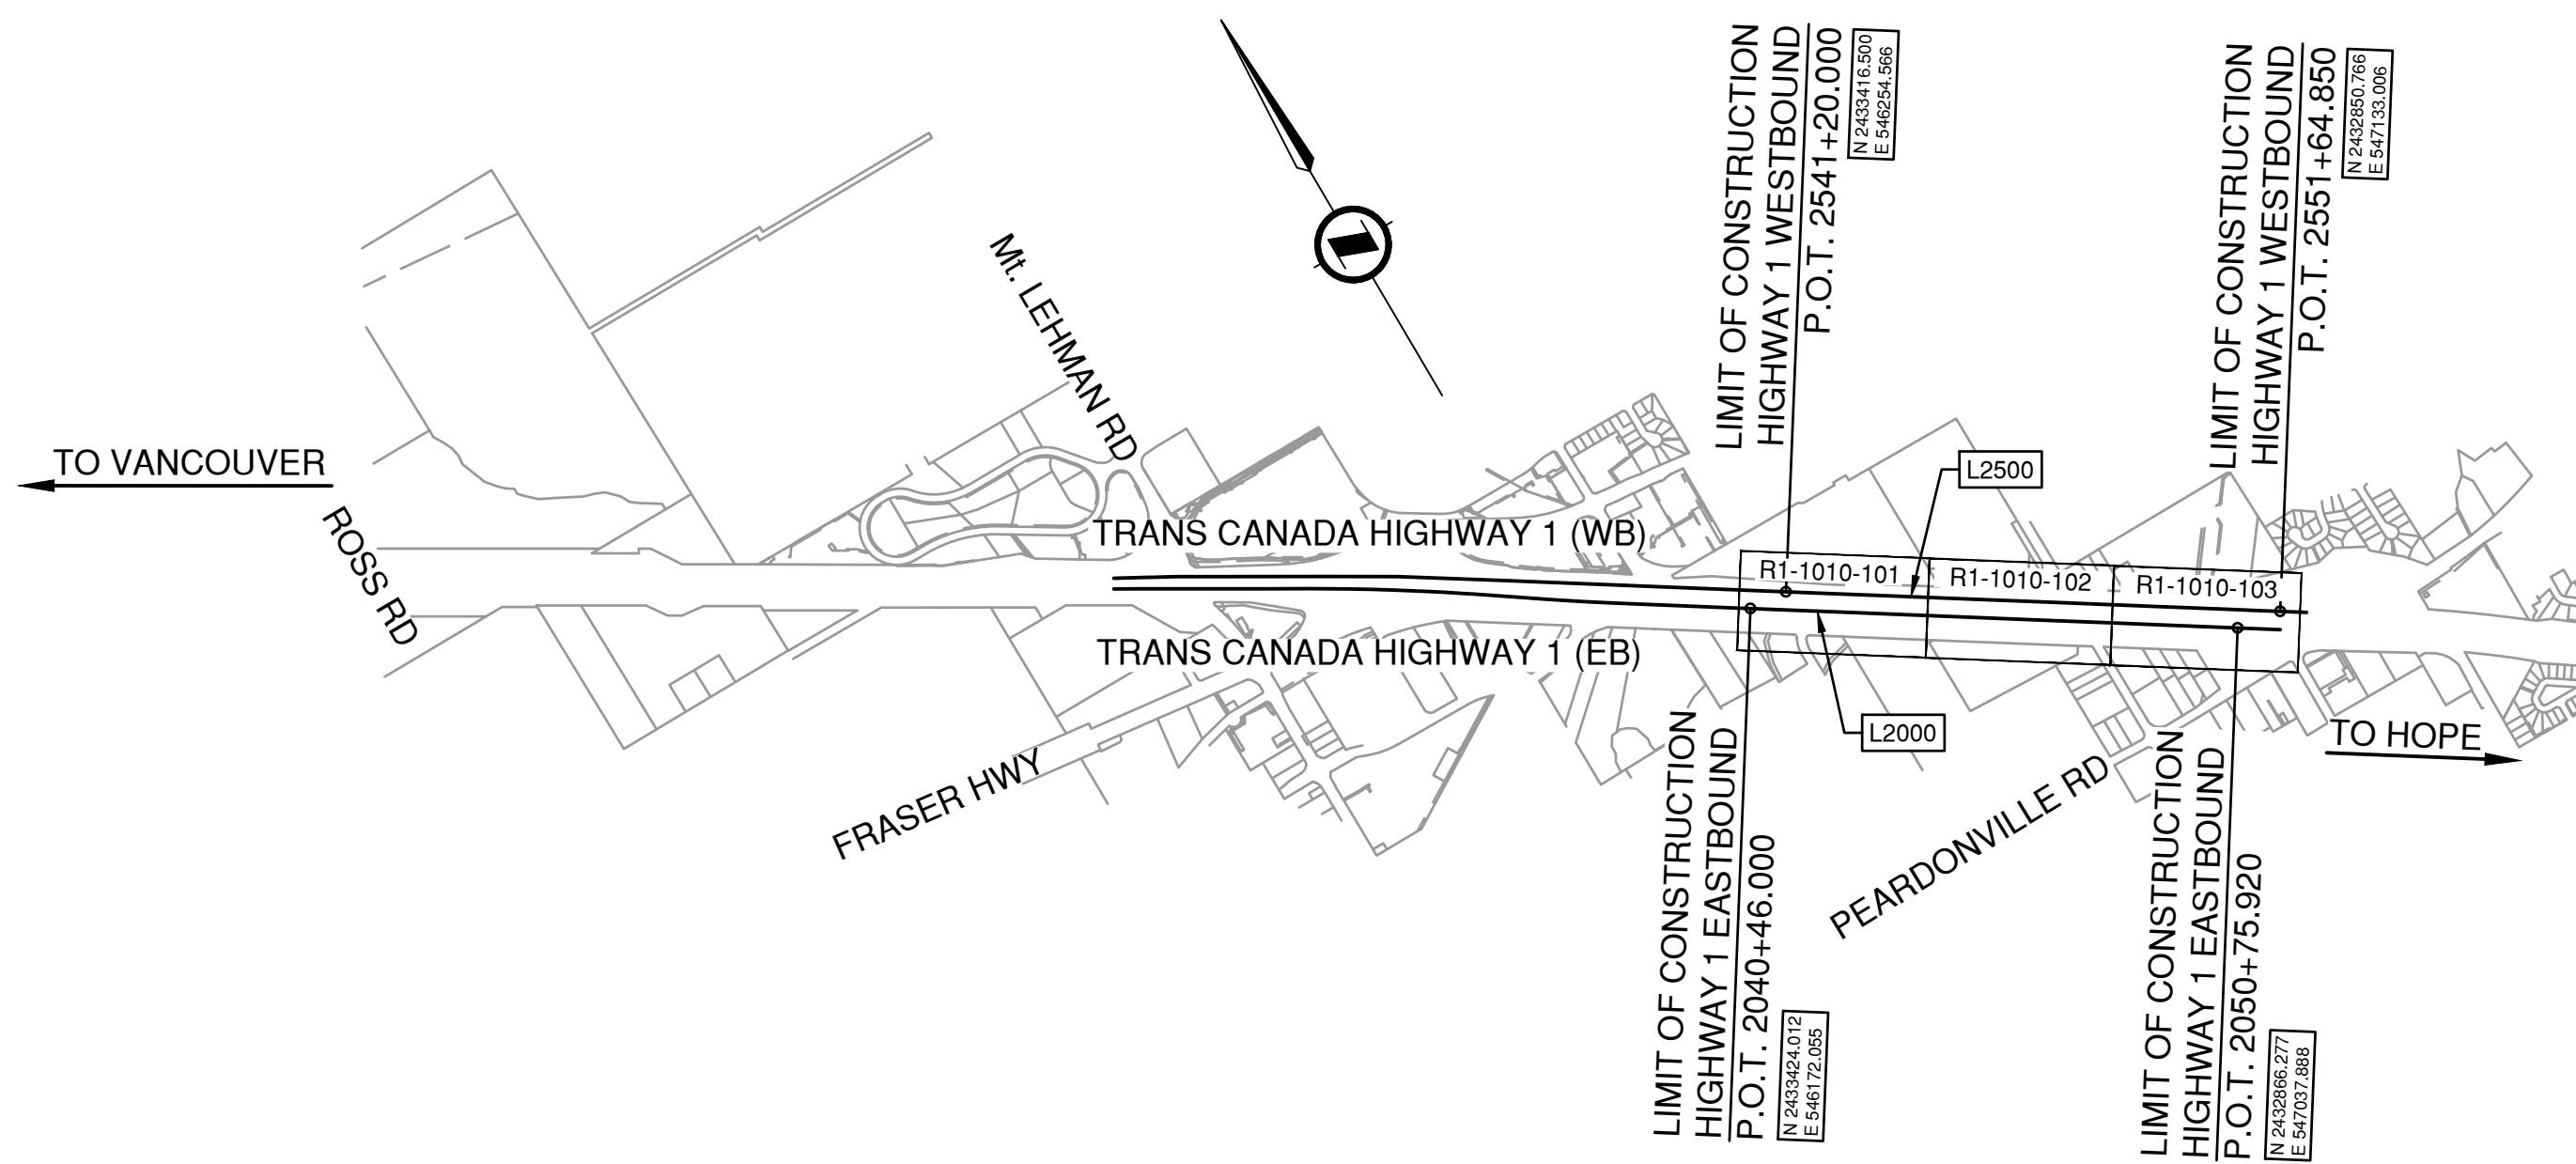 LIMIT OF CONSTRUCTION
HIGHWAY 1 WESTBOUND
P.O.T. 2541+20.000
N 2433416.500
E 546254.566
LIMIT OF CONSTRUCTION
HIGHWAY 1 WESTBOUND
P.O.T. 2551+64.850
N 2432850.766
E 547133.006
Mt. LEHMAN RD
TO VANCOUVER
ROSS RD
L2500
TRANS CANADA HIGHWAY 1 (WB)
R1-1010-101
R1-1010-102
R1-1010-103
TRANS CANADA HIGHWAY 1 (EB)
L2000
TO HOPE
FRASER HWY
PEARDONVILLE RD
LIMIT OF CONSTRUCTION
HIGHWAY 1 EASTBOUND
P.O.T. 2040+46.000
N 2433424.012
E 546172.055
LIMIT OF CONSTRUCTION
HIGHWAY 1 EASTBOUND
P.O.T. 2050+75.920
N 2432866.277
E 547037.888